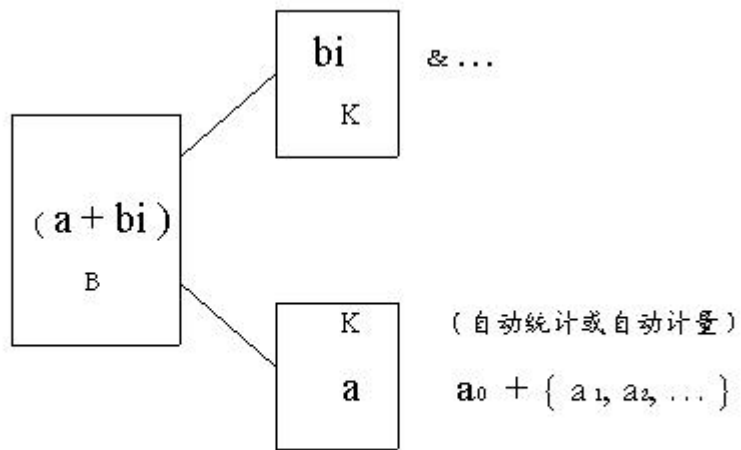 bi & ...
K
(a + bi)
B
K (自动统计或自动计量)
a a₀ + { a₁, a₂, ... }